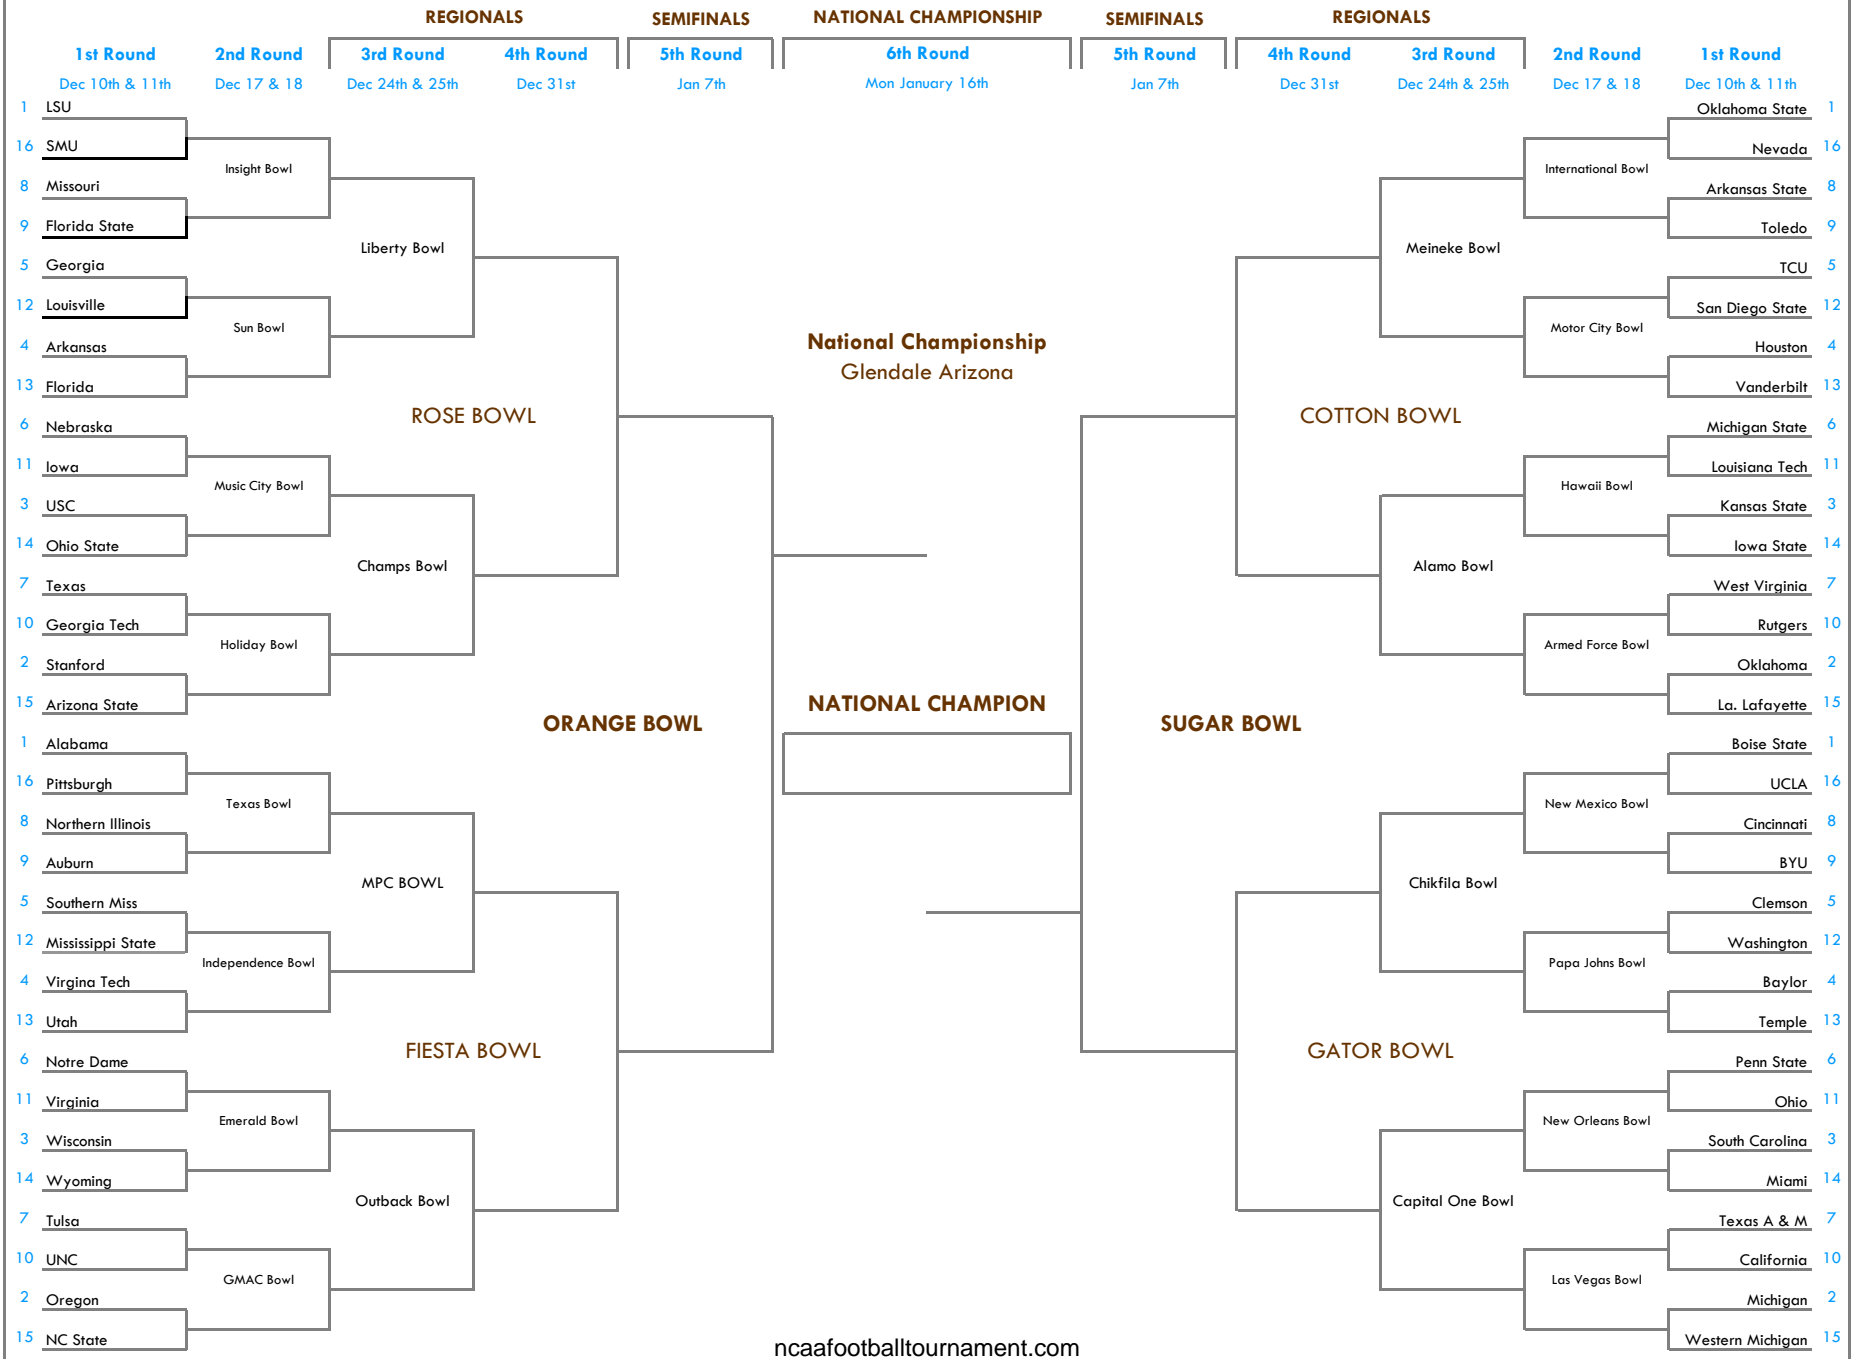 REGIONALS
SEMIFINALS
NATIONAL CHAMPIONSHIP
SEMIFINALS
REGIONALS
1st Round
2nd Round
3rd Round
4th Round
5th Round
6th Round
5th Round
4th Round
3rd Round
2nd Round
1st Round
Dec 10th & 11th
Dec 17 & 18
Dec 24th & 25th
Dec 31st
Jan 7th
Mon January 16th
Jan 7th
Dec 31st
Dec 24th & 25th
Dec 17 & 18
Dec 10th & 11th
1 LSU
16 SMU
Insight Bowl
8 Missouri
9 Florida State
Liberty Bowl
5 Georgia
12 Louisville
Sun Bowl
4 Arkansas
13 Florida
ROSE BOWL
6 Nebraska
11 Iowa
Music City Bowl
3 USC
14 Ohio State
Champs Bowl
7 Texas
10 Georgia Tech
Holiday Bowl
2 Stanford
15 Arizona State
ORANGE BOWL
1 Alabama
16 Pittsburgh
Texas Bowl
8 Northern Illinois
9 Auburn
MPC BOWL
5 Southern Miss
12 Mississippi State
Independence Bowl
4 Virgina Tech
13 Utah
FIESTA BOWL
6 Notre Dame
11 Virginia
Emerald Bowl
3 Wisconsin
14 Wyoming
Outback Bowl
7 Tulsa
10 UNC
GMAC Bowl
2 Oregon
15 NC State
National Championship
Glendale Arizona
NATIONAL CHAMPION
Oklahoma State 1
Nevada 16
International Bowl
Arkansas State 8
Toledo 9
Meineke Bowl
TCU 5
San Diego State 12
Motor City Bowl
Houston 4
Vanderbilt 13
COTTON BOWL
Michigan State 6
Louisiana Tech 11
Hawaii Bowl
Kansas State 3
Iowa State 14
Alamo Bowl
West Virginia 7
Rutgers 10
Armed Force Bowl
Oklahoma 2
La. Lafayette 15
SUGAR BOWL
Boise State 1
UCLA 16
New Mexico Bowl
Cincinnati 8
BYU 9
Chikfila Bowl
Clemson 5
Washington 12
Papa Johns Bowl
Baylor 4
Temple 13
GATOR BOWL
Penn State 6
Ohio 11
New Orleans Bowl
South Carolina 3
Miami 14
Capital One Bowl
Texas A & M 7
California 10
Las Vegas Bowl
Michigan 2
Western Michigan 15
ncaafootballtournament.com